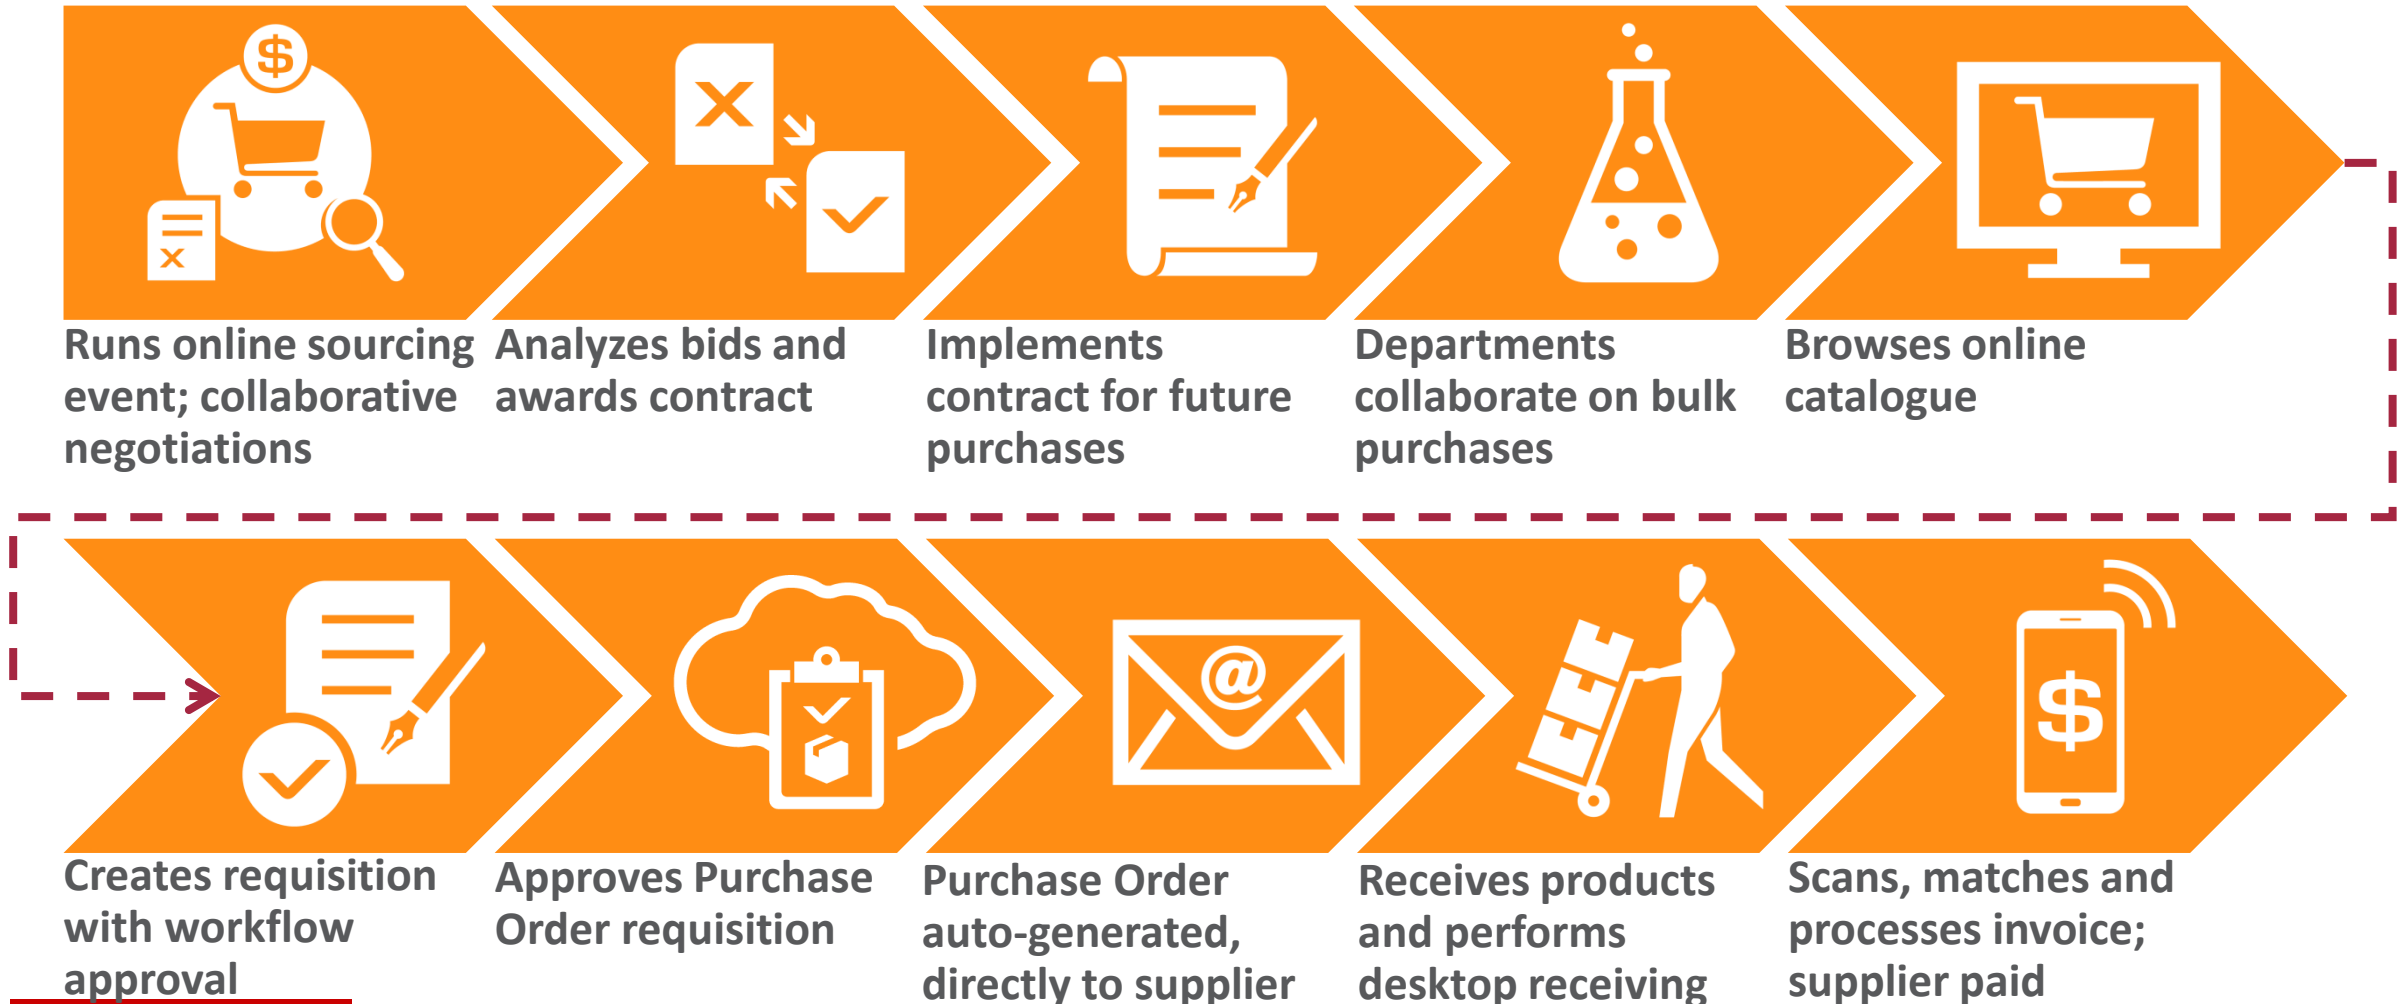 $
Runs online sourcing
event; collaborative
negotiations
Analyzes bids and
awards contract
Implements
contract for future
purchases
Departments
collaborate on bulk
purchases
Browses online
catalogue
Creates requisition
with workflow
approval
Approves Purchase
Order requisition
@
Purchase Order
auto-generated,
directly to supplier
Receives products
and performs
desktop receiving
$
Scans, matches and
processes invoice;
supplier paid